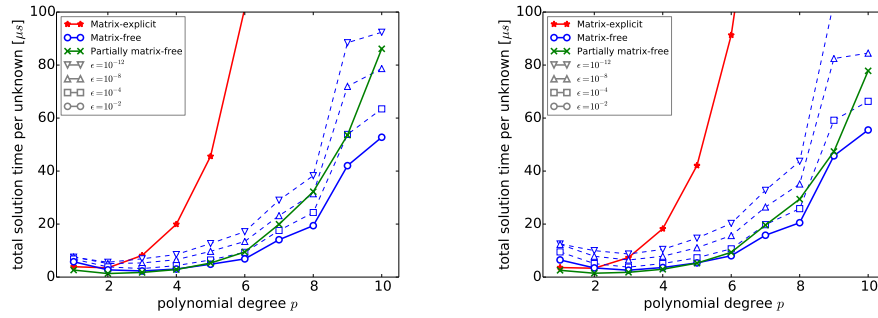 total solution time per unknown [μs]
100
80
60
40
20
0
Matrix-explicit
Matrix-free
Partially matrix-free
ϵ=10^{-12}
ϵ=10^{-8}
ϵ=10^{-4}
ϵ=10^{-2}
2 4 6 8 10
polynomial degree p
total solution time per unknown [μs]
100
80
60
40
20
0
Matrix-explicit
Matrix-free
Partially matrix-free
ϵ=10^{-12}
ϵ=10^{-8}
ϵ=10^{-4}
ϵ=10^{-2}
2 4 6 8 10
polynomial degree p